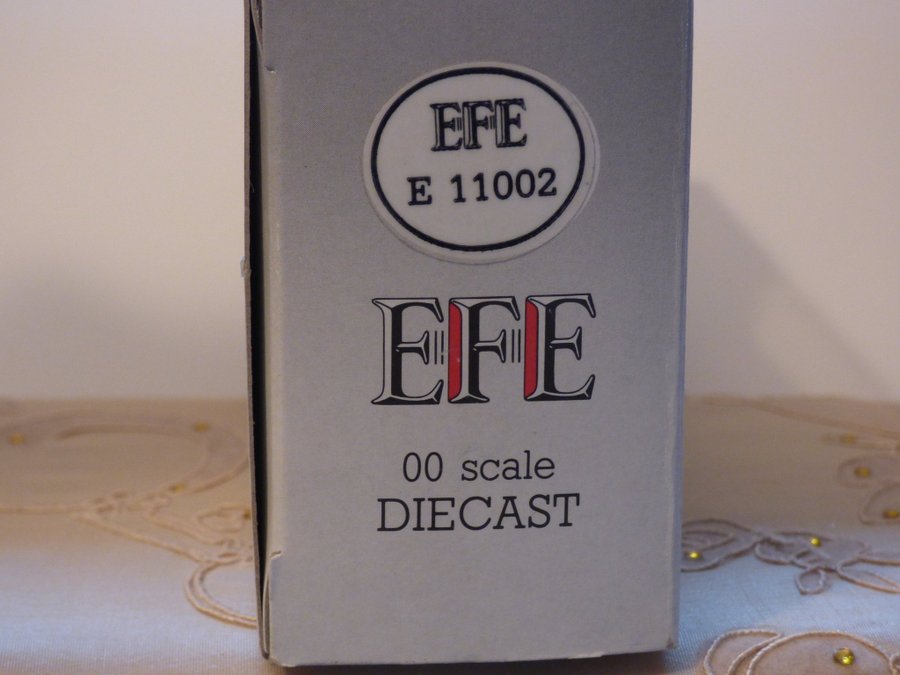 EFE
E 11002
EFE
00 scale
DIECAST